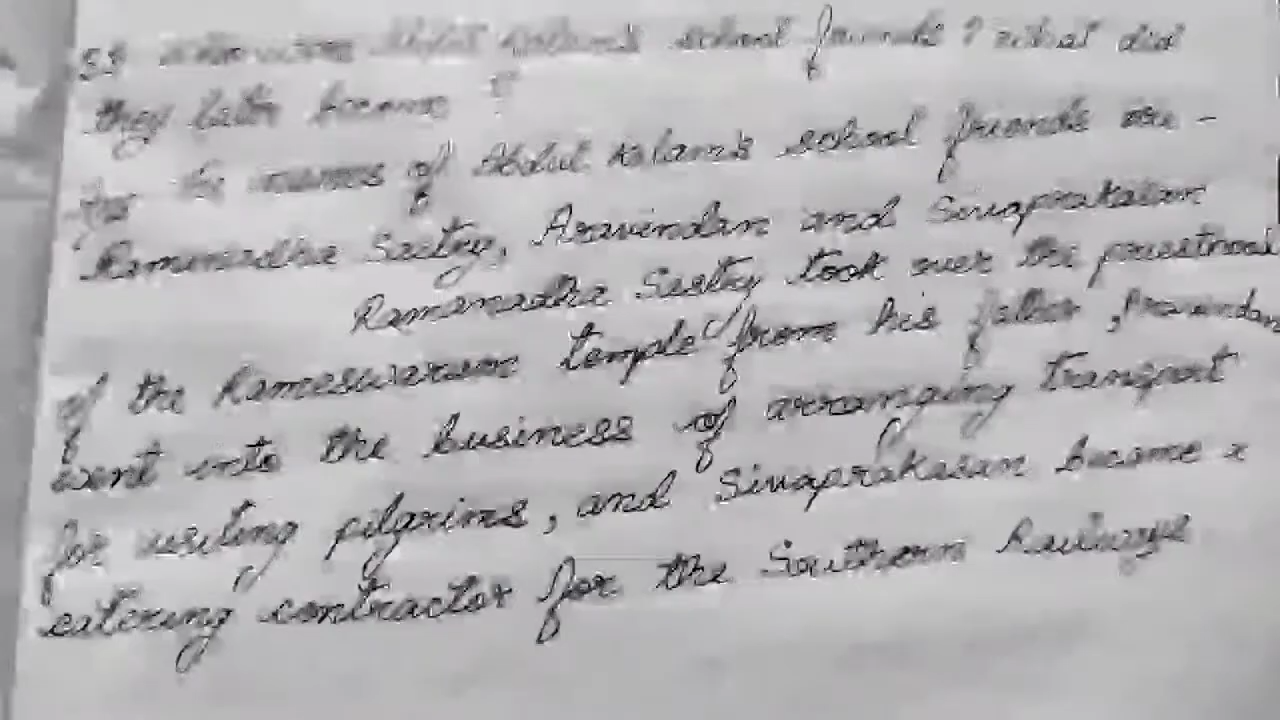 who were Abdul Kalam's school friends ? what did
they later become ?
the names of Abdul Kalam's school friends are -
Ramanadha Sastry, Aravindan and Sivaprakasan
Ramanadha Sastry took over the priesthood
of the Rameswaram temple from his father , Aravindan
went into the business of arranging transport
for visiting pilgrims, and Sivaprakasan became a
catering contractor for the Southern Railways